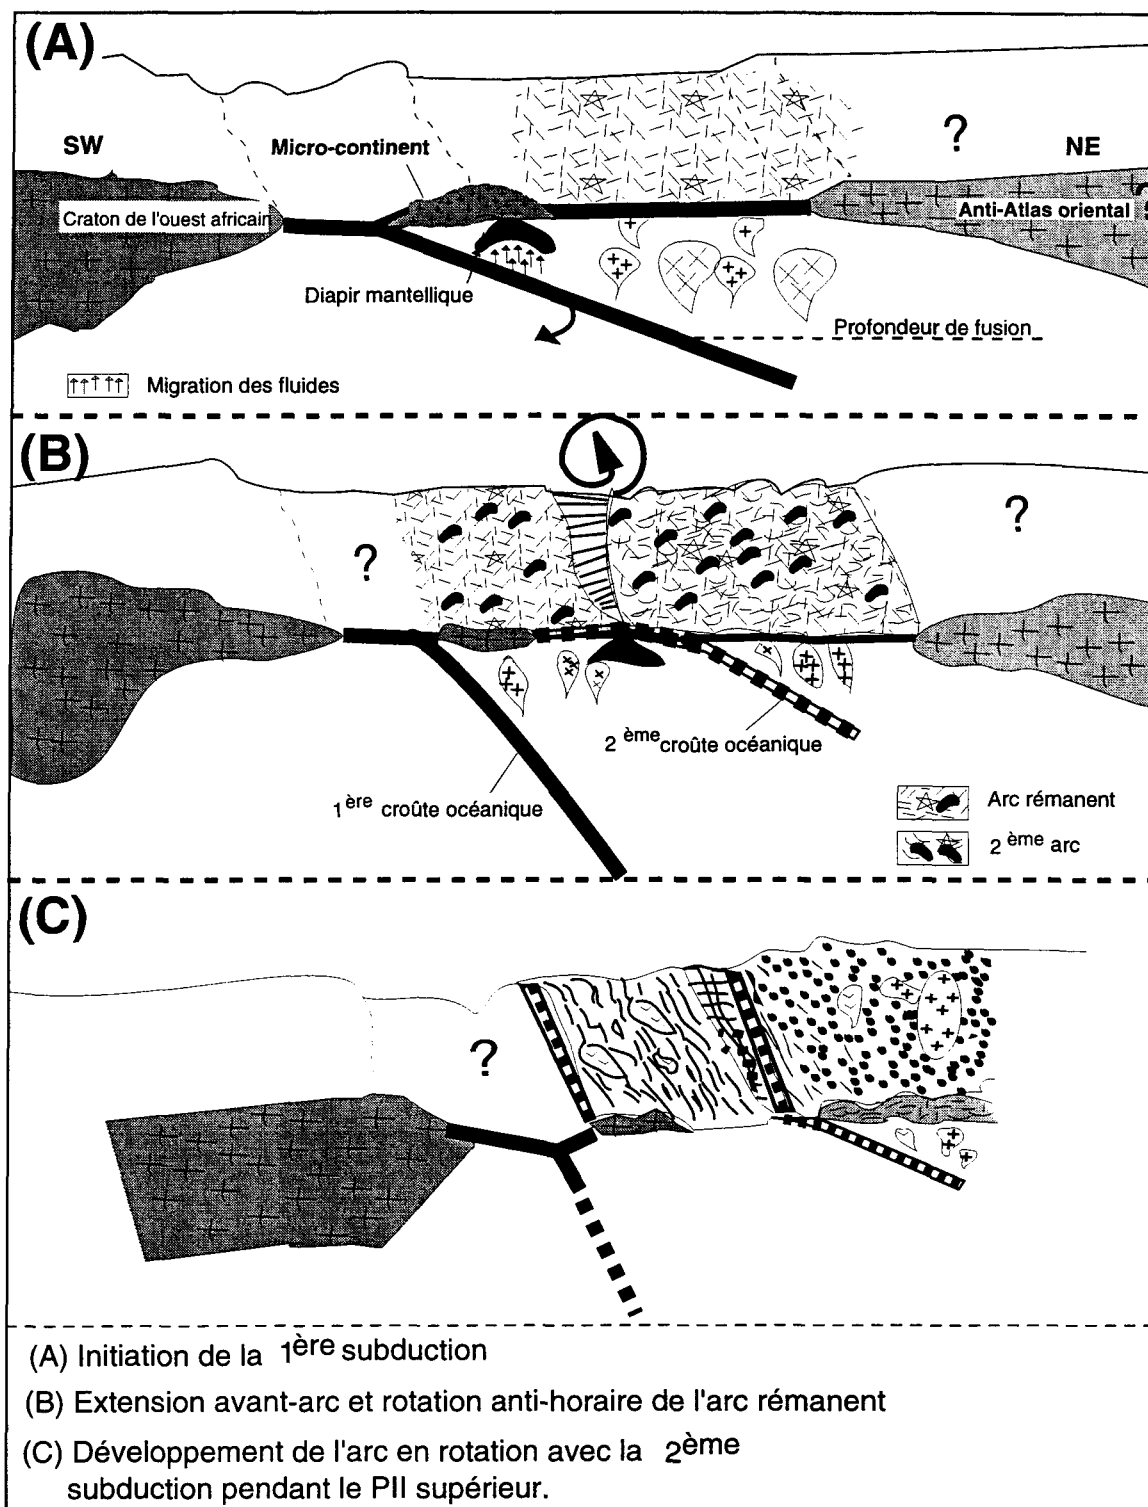 (A)
SW
Micro-continent
?
NE
Craton de l'ouest africain
Anti-Atlas oriental
?
Diapir mantellique
Profondeur de fusion
Migration des fluides
(B)
?
?
2 ème croûte océanique
1ère croûte océanique
Arc rémanent
2 ème arc
(C)
?
(A) Initiation de la 1ère subduction
(B) Extension avant-arc et rotation anti-horaire de l'arc rémanent
(C) Développement de l'arc en rotation avec la 2ème
subduction pendant le PII supérieur.